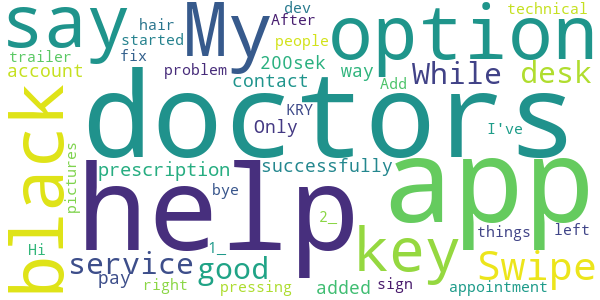 say My option technical
hair After dev
started people
trailer fix
account problem 200sek way While desk
contact Add
black doctors
KRY
Only I've
prescription successfully
pictures help app
bye
2_
things left
Hi 1_ key
service good Swipe
pay right pressing added sign appointment